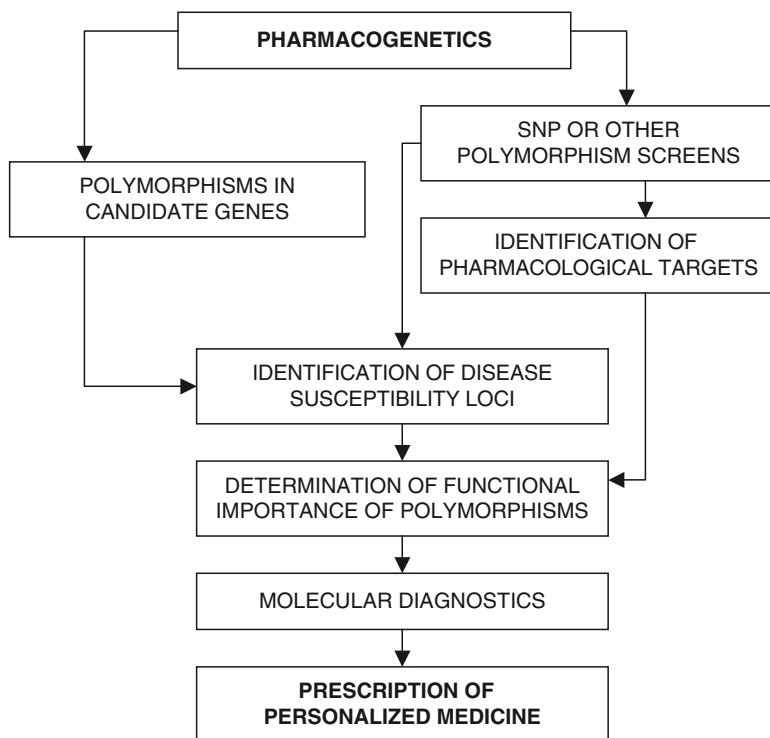 PHARMACOGENETICS
SNP OR OTHER
POLYMORPHISM SCREENS
POLYMORPHISMS IN
CANDIDATE GENES
IDENTIFICATION OF
PHARMACOLOGICAL TARGETS
IDENTIFICATION OF DISEASE
SUSCEPTIBILITY LOCI
DETERMINATION OF FUNCTIONAL
IMPORTANCE OF POLYMORPHISMS
MOLECULAR DIAGNOSTICS
PRESCRIPTION OF
PERSONALIZED MEDICINE